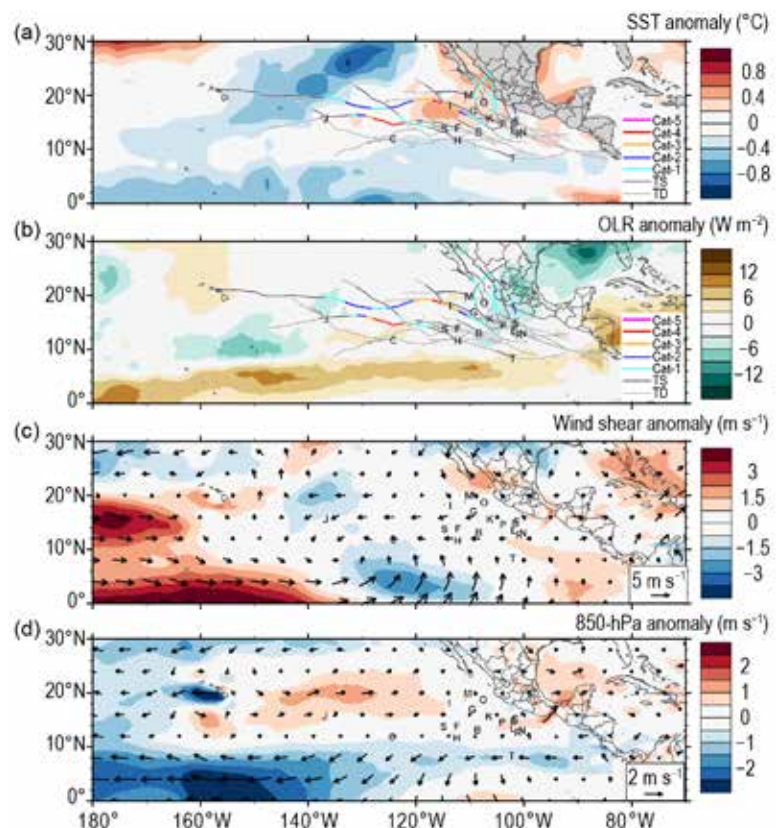 (a)
SST anomaly (°C)
30°N
20°N
10°N
0°
J
C
M
O
I
G
S F
H
B
T
Cat-5
Cat-4
Cat-3
Cat-2
Cat-1
TS
TD
0.8
0.4
0
−0.4
−0.8
(b)
OLR anomaly (W m−2)
30°N
20°N
10°N
0°
J
C
M
O
I
G
S F
H
B
T
Cat-5
Cat-4
Cat-3
Cat-2
Cat-1
TS
TD
12
6
0
−6
−12
(c)
Wind shear anomaly (m s−1)
30°N
20°N
10°N
0°
J
M O
I
G
K P
S F
H
B
T
5 m s−1
3
1.5
0
−1.5
−3
(d)
850-hPa anomaly (m s−1)
30°N
20°N
10°N
0°
J
M O
I
G
K P
S F
H
B
T
2 m s−1
2
1
0
−1
−2
180° 160°W 140°W 120°W 100°W 80°W